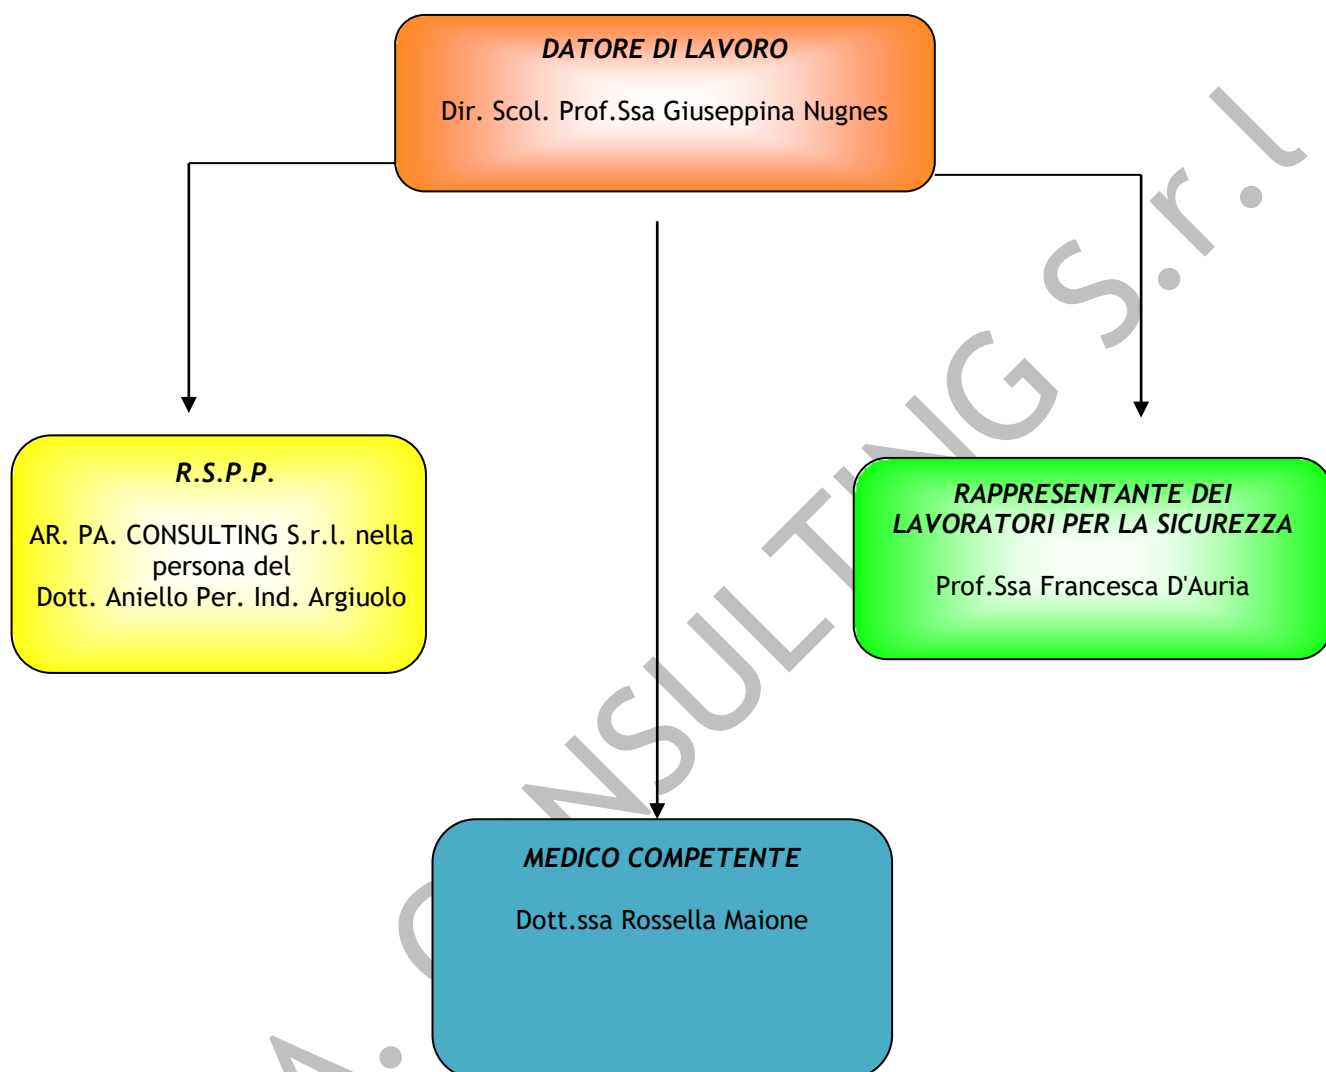 DATORE DI LAVORO
Dir. Scol. Prof.Ssa Giuseppina Nugnes
R.S.P.P.
AR. PA. CONSULTING S.r.l. nella
persona del
Dott. Aniello Per. Ind. Argiuolo
RAPPRESENTANTE DEI
LAVORATORI PER LA SICUREZZA
Prof.Ssa Francesca D'Auria
MEDICO COMPETENTE
Dott.ssa Rossella Maione
A. CONSULTING S.r.l